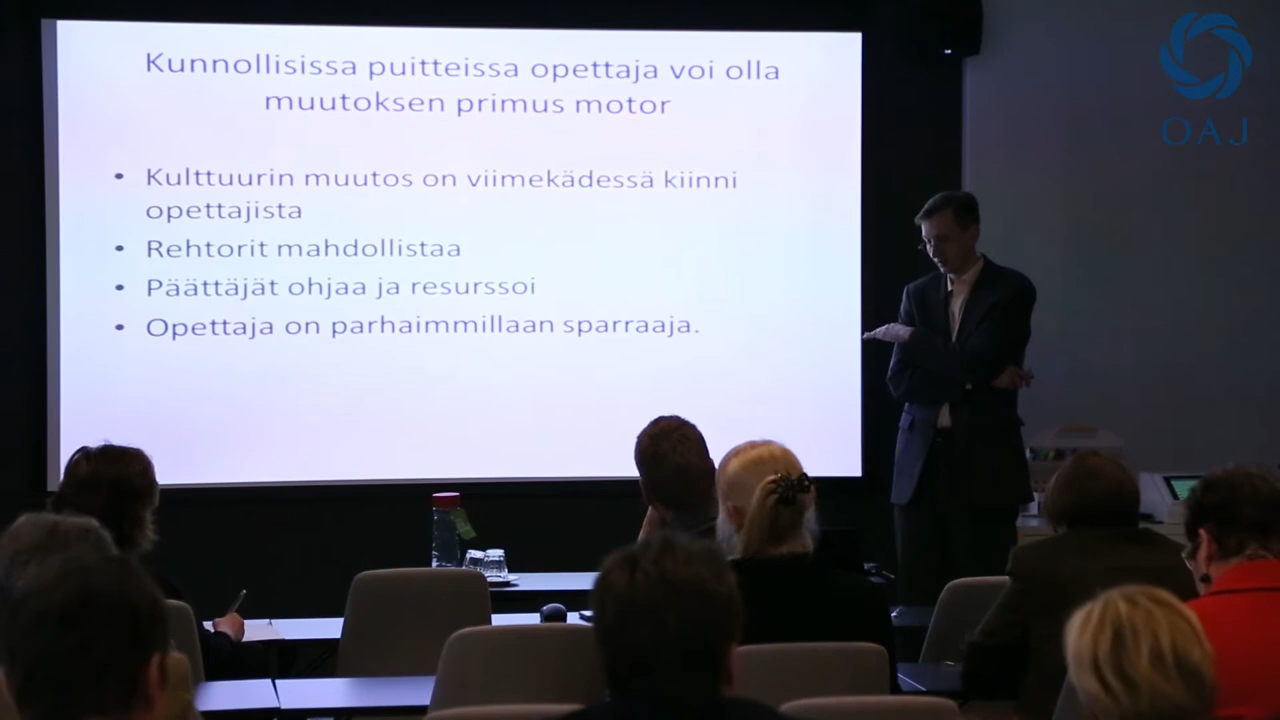 Kunnollisissa puitteissa opettaja voi olla
muutoksen primus motor
• Kulttuurin muutos on viimekädessä kiinni
opettajista
• Rehtorit mahdollistaa
• Päättäjät ohjaa ja resurssoi
• Opettaja on parhaimmillaan sparraaja.
OAJ